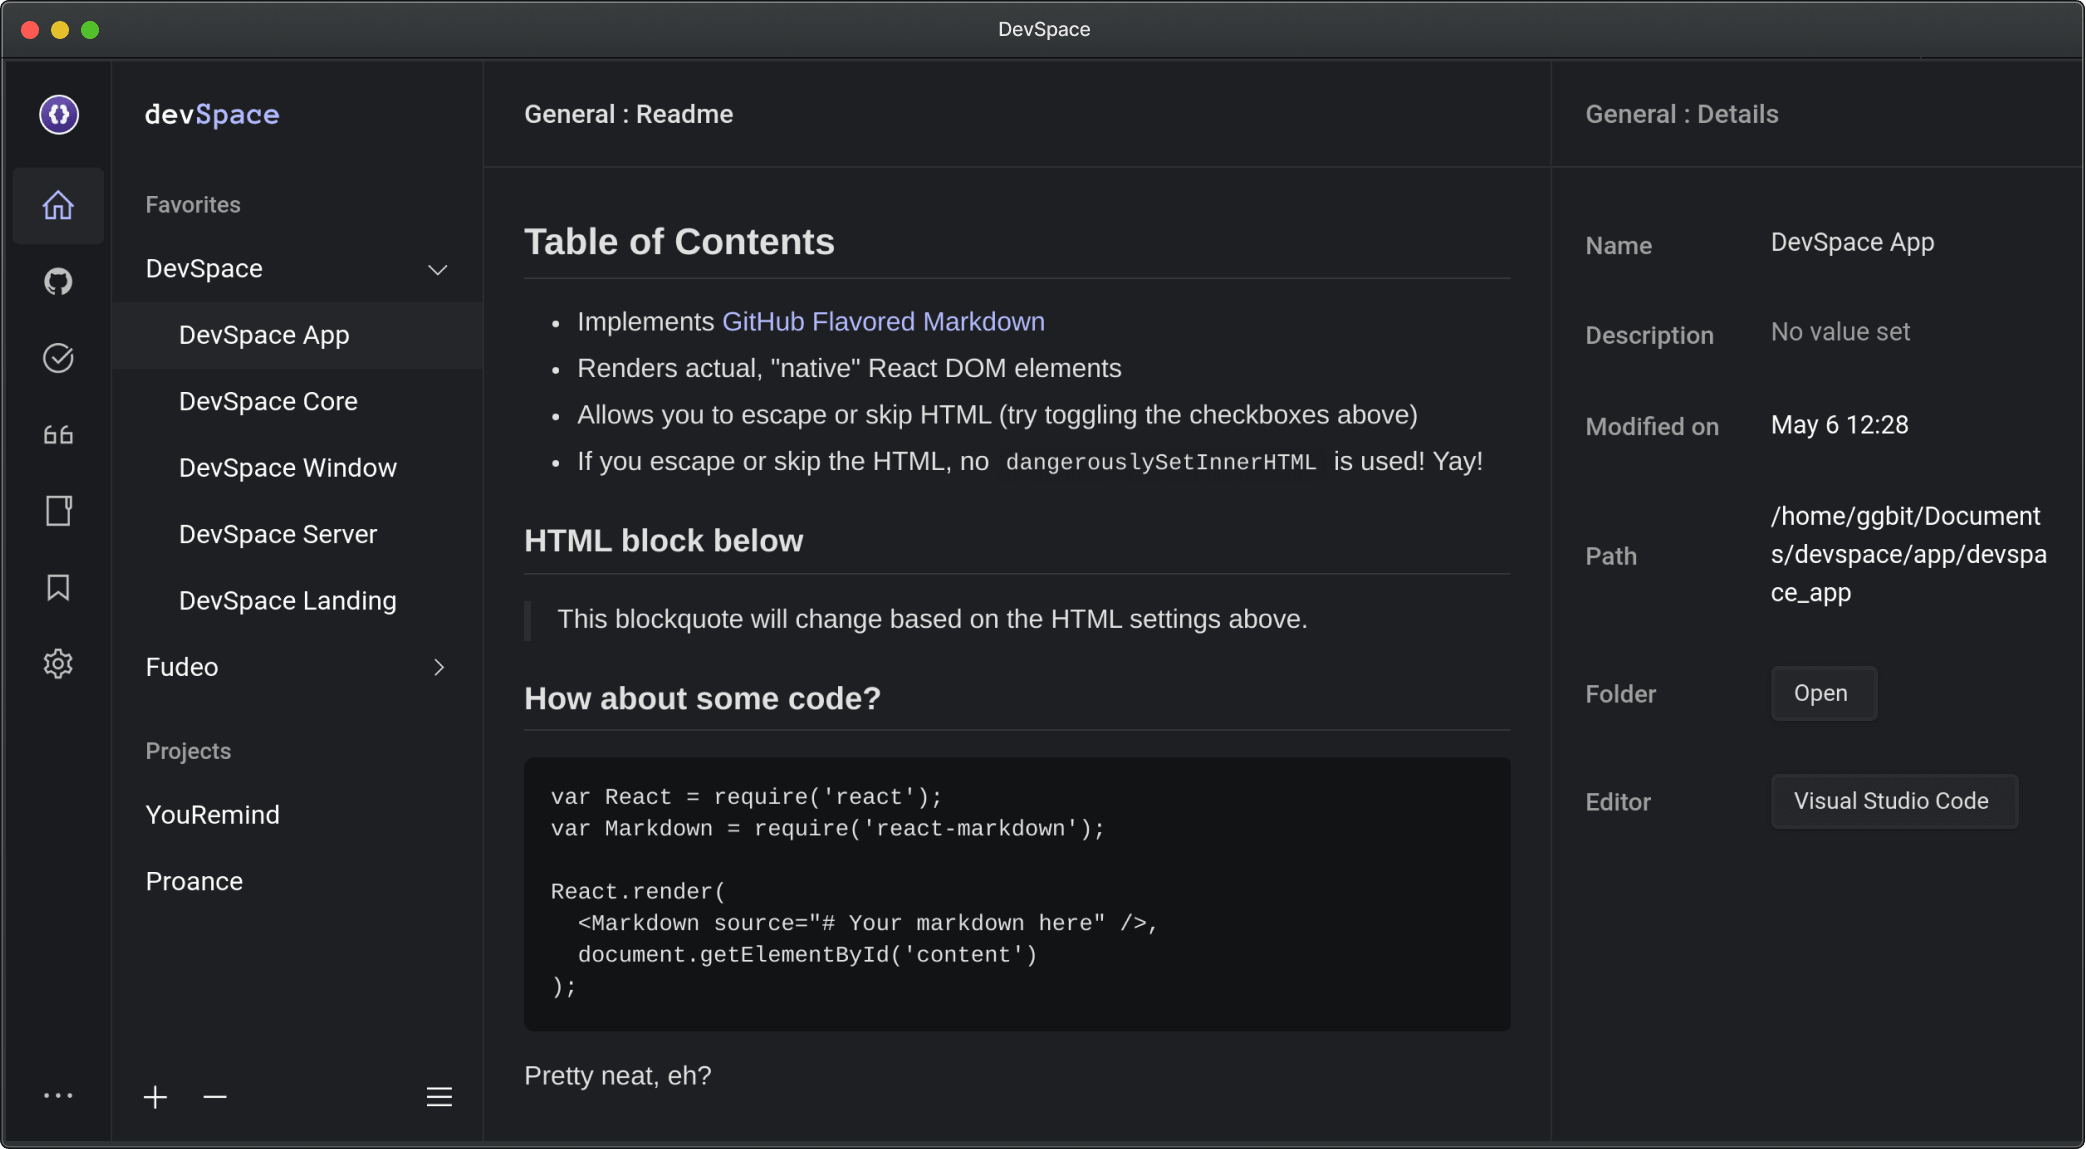 DevSpace
devSpace
Favorites
DevSpace
DevSpace App
DevSpace Core
DevSpace Window
DevSpace Server
DevSpace Landing
Fudeo
Projects
YouRemind
Proance
General : Readme
Table of Contents
• Implements GitHub Flavored Markdown
• Renders actual, "native" React DOM elements
• Allows you to escape or skip HTML (try toggling the checkboxes above)
• If you escape or skip the HTML, no dangerouslySetInnerHTML is used! Yay!
HTML block below
This blockquote will change based on the HTML settings above.
How about some code?
var React = require('react');
var Markdown = require('react-markdown');
React.render(
  <Markdown source="# Your markdown here" />,
  document.getElementById('content')
);
Pretty neat, eh?
General : Details
Name DevSpace App
Description No value set
Modified on May 6 12:28
Path /home/ggbit/Document
s/devspace/app/devspa
ce_app
Folder Open
Editor Visual Studio Code